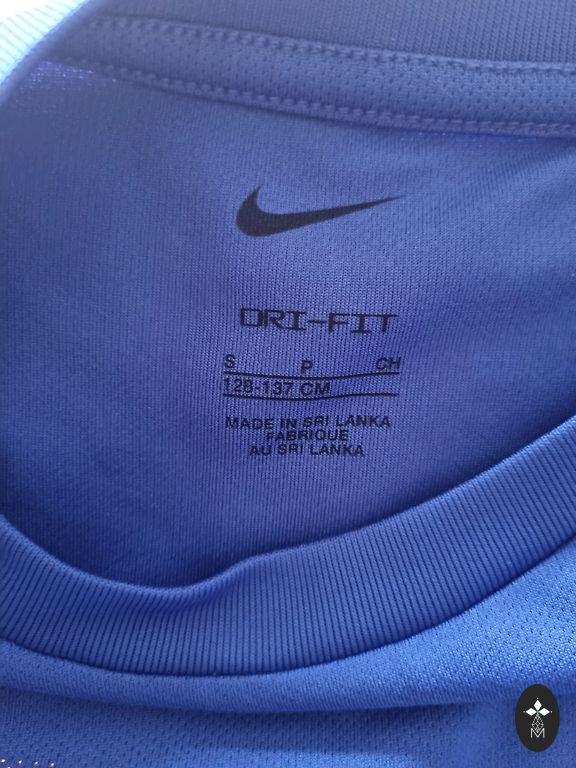 DRI-FIT
S P CH
128-137 CM
MADE IN SRI LANKA
FABRIQUE
AU SRI LANKA
M